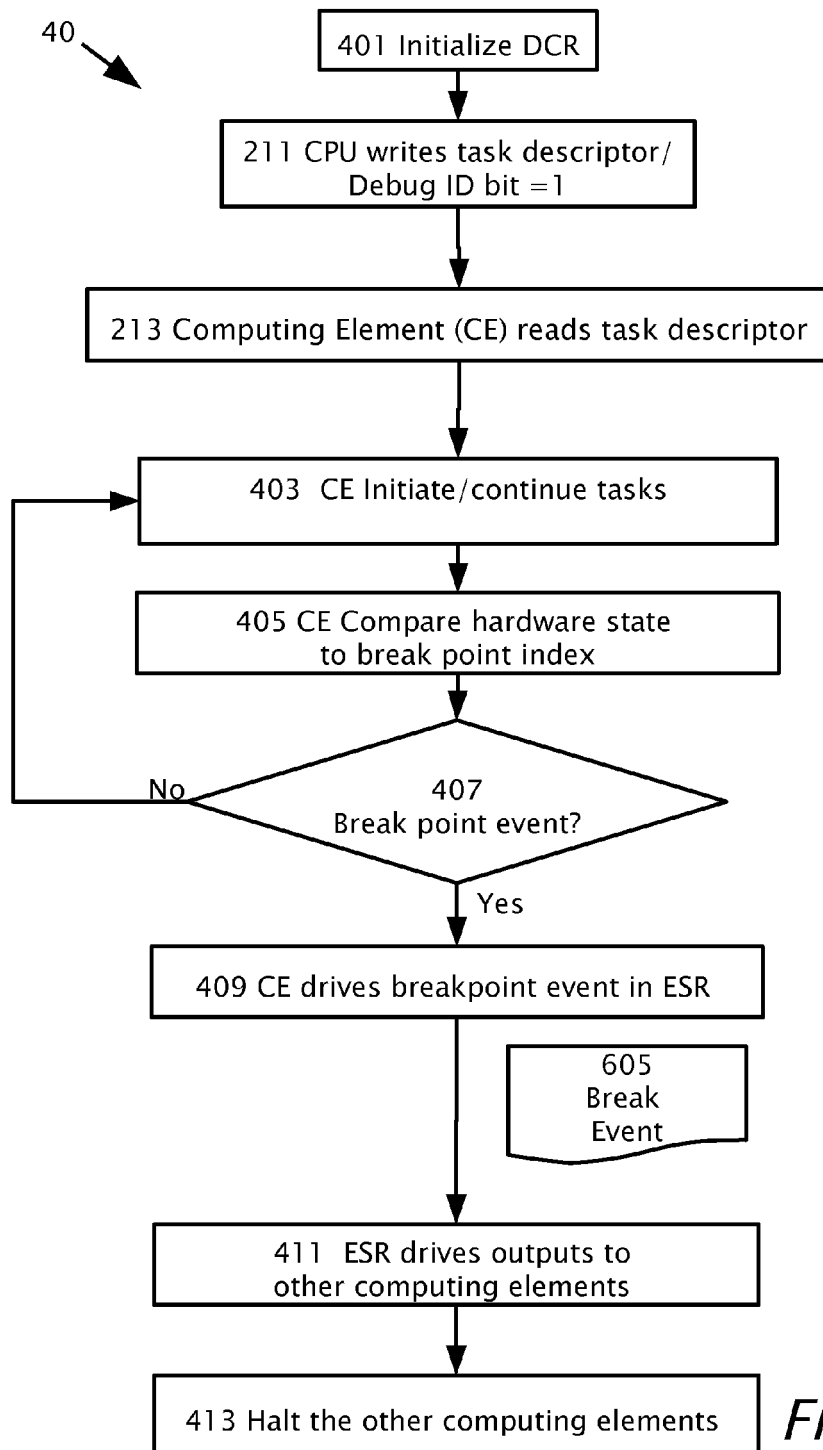 40
401 Initialize DCR
211 CPU writes task descriptor/
Debug ID bit =1
213 Computing Element (CE) reads task descriptor
403 CE Initiate/continue tasks
405 CE Compare hardware state
to break point index
407
Break point event?
No
Yes
409 CE drives breakpoint event in ESR
605
Break
Event
411 ESR drives outputs to
other computing elements
413 Halt the other computing elements